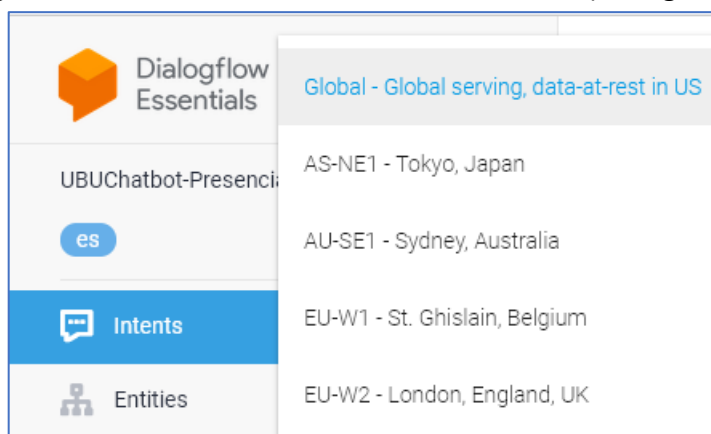 Dialogflow
Essentials
Global - Global serving, data-at-rest in US
AS-NE1 - Tokyo, Japan
UBUChatbot-Presencia
es
AU-SE1 - Sydney, Australia
EU-W1 - St. Ghislain, Belgium
Intents
EU-W2 - London, England, UK
Entities